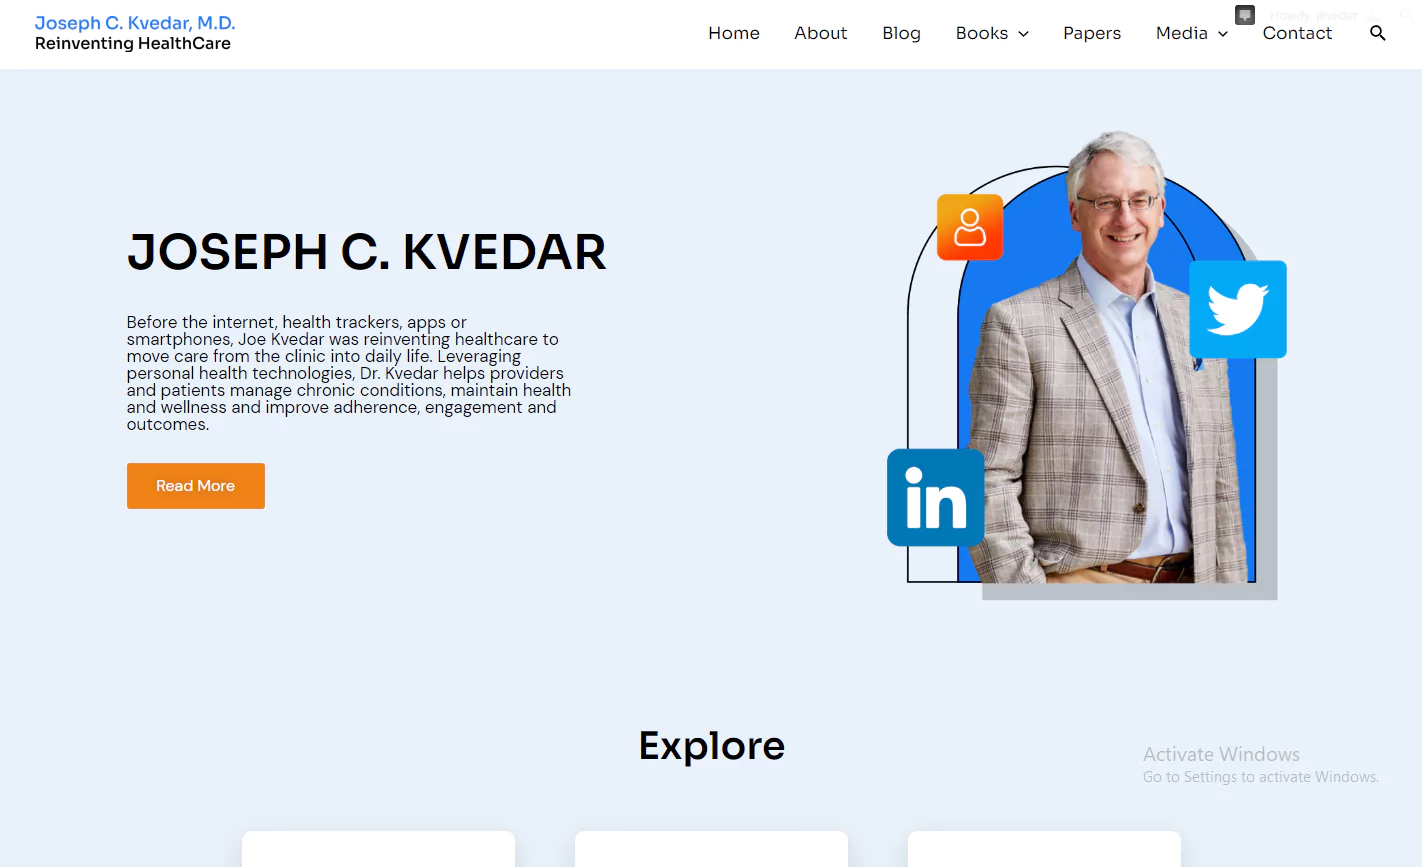 Joseph C. Kvedar, M.D.
Reinventing HealthCare
Home About Blog Books Papers Media Contact
JOSEPH C. KVEDAR
Before the internet, health trackers, apps or
smartphones, Joe Kvedar was reinventing healthcare to
move care from the clinic into daily life. Leveraging
personal health technologies, Dr. Kvedar helps providers
and patients manage chronic conditions, maintain health
and wellness and improve adherence, engagement and
outcomes.
Read More
in
Explore
Activate Windows
Go to Settings to activate Windows.